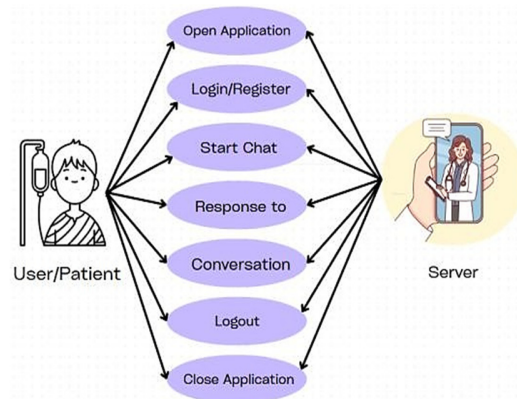 Open Application
Login/Register
Start Chat
Response to
Conversation
Logout
Close Application
User/Patient
Server